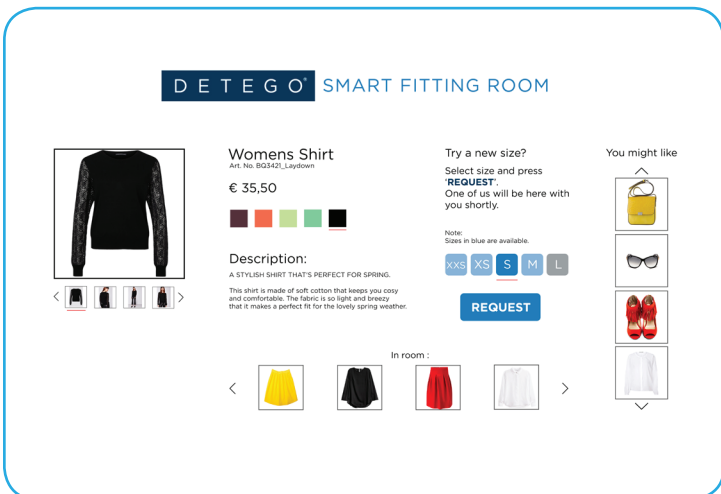 DETEGO® SMART FITTING ROOM
Womens Shirt
Art. No. BQ3421_Laydown
€ 35,50
Description:
A STYLISH SHIRT THAT'S PERFECT FOR SPRING.
This shirt is made of soft cotton that keeps you cosy
and comfortable. The fabric is so light and breezy
that it makes a perfect fit for the lovely spring weather.
Try a new size?
Select size and press
'REQUEST'.
One of us will be here with
you shortly.
Note:
Sizes in blue are available.
XXS XS S M L
REQUEST
You might like
In room :